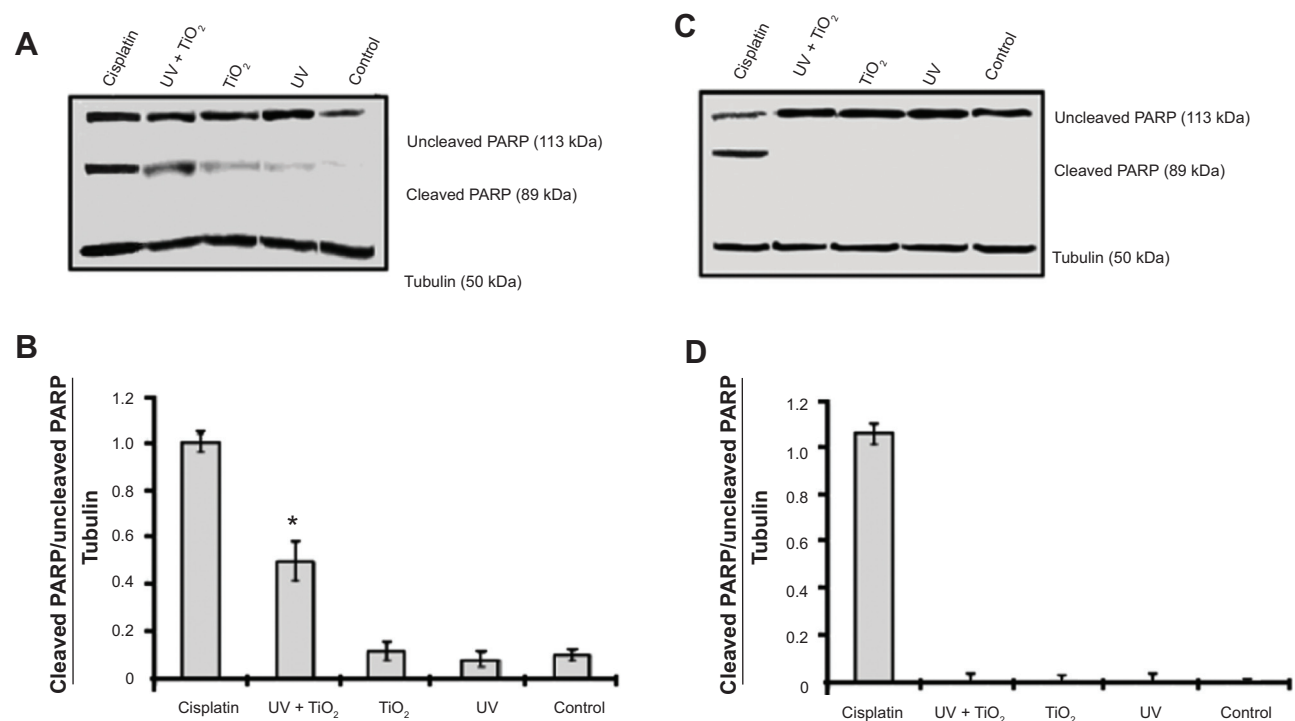 A
Cisplatin
UV + TiO₂
TiO₂
UV
Control
Uncleaved PARP (113 kDa)
Cleaved PARP (89 kDa)
Tubulin (50 kDa)
B
Cleaved PARP/uncleaved PARP
Tubulin
1.2
1.0
0.8
0.6
0.4
0.2
0
*
Cisplatin
UV + TiO₂
TiO₂
UV
Control
C
Cisplatin
UV + TiO₂
TiO₂
UV
Control
Uncleaved PARP (113 kDa)
Cleaved PARP (89 kDa)
Tubulin (50 kDa)
D
Cleaved PARP/uncleaved PARP
Tubulin
1.2
1.0
0.8
0.6
0.4
0.2
0
Cisplatin
UV + TiO₂
TiO₂
UV
Control